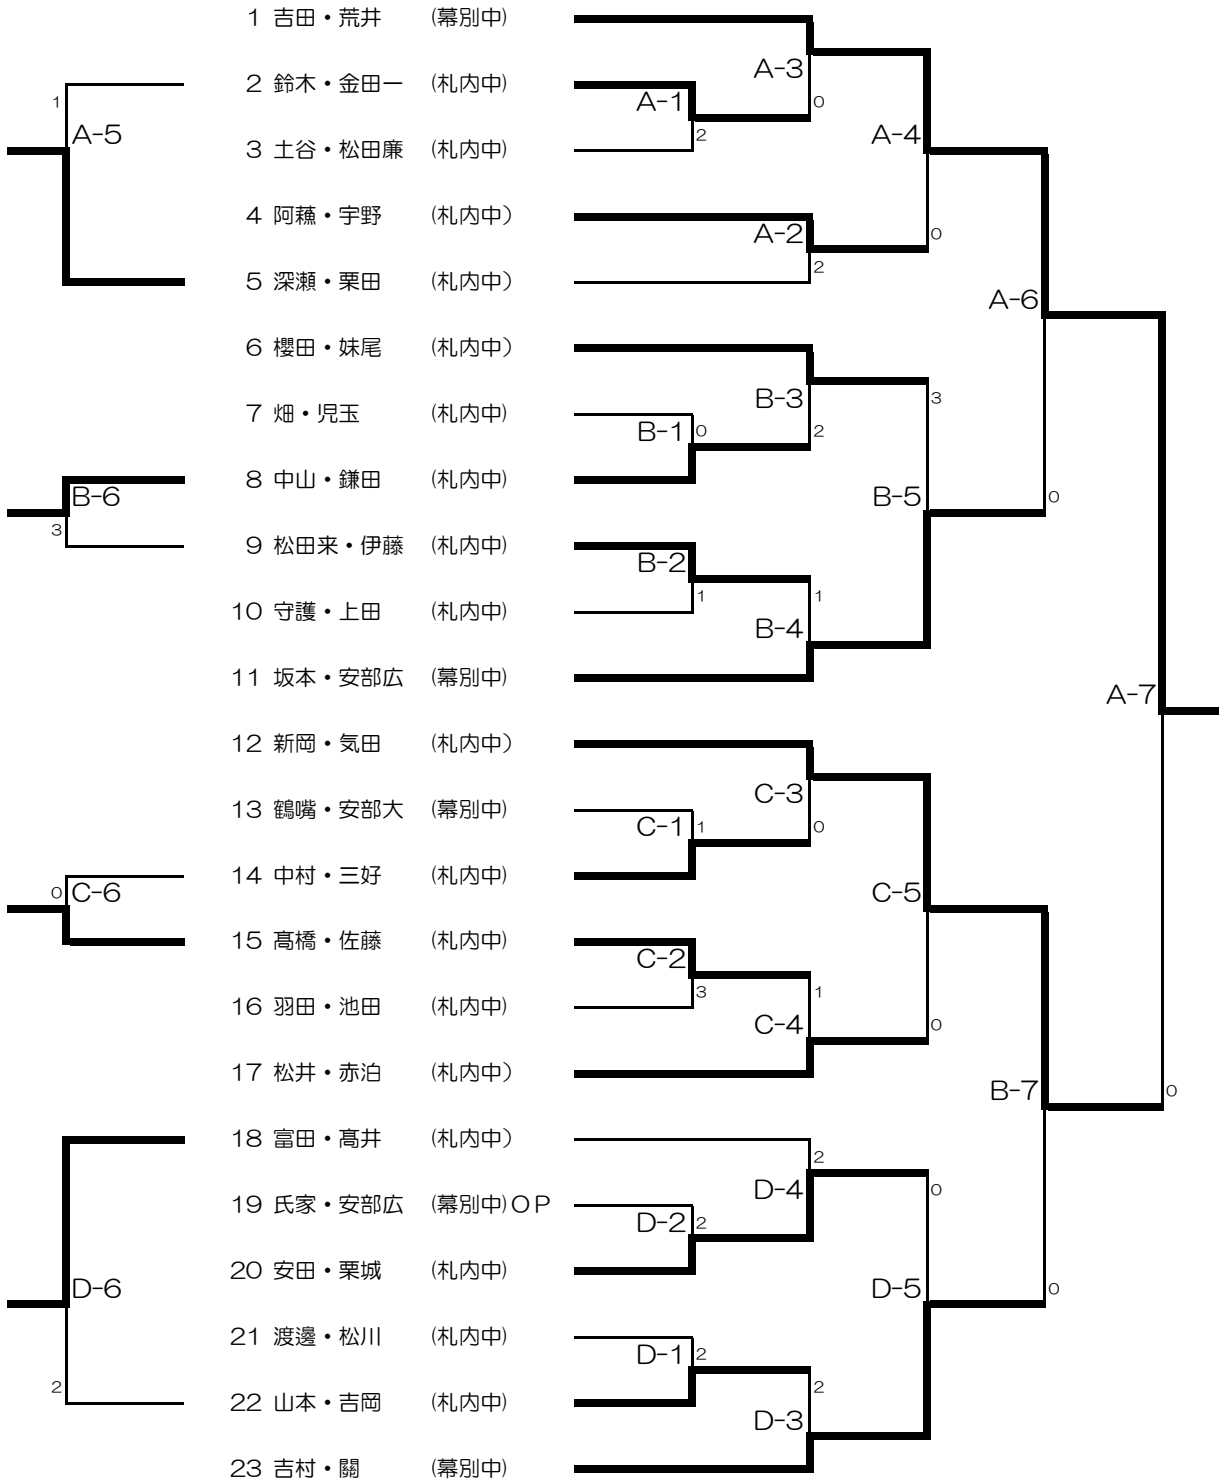 1 吉田・荒井 (幕別中)
A-3
2 鈴木・金田一 (札内中)
1 A-1 0
A-5 2 A-4
3 土谷・松田廉 (札内中)
4 阿蘓・宇野 (札内中)
A-2 0
2
5 深瀬・栗田 (札内中)
A-6
6 櫻田・妹尾 (札内中)
B-3 3
7 畑・児玉 (札内中)
B-1 0 2
8 中山・鎌田 (札内中)
B-6 B-5 0
3
9 松田来・伊藤 (札内中)
B-2
1 1
10 守護・上田 (札内中)
B-4
11 坂本・安部広 (幕別中)
A-7
12 新岡・気田 (札内中)
C-3
13 鶴嘴・安部大 (幕別中)
C-1 1 0
14 中村・三好 (札内中)
0 C-6 C-5
15 髙橋・佐藤 (札内中)
C-2
3 1
16 羽田・池田 (札内中)
C-4 0
17 松井・赤泊 (札内中)
B-7 0
18 富田・髙井 (札内中)
2
D-4 0
19 氏家・安部広 (幕別中)OP
D-2 2
20 安田・栗城 (札内中)
D-6 D-5 0
21 渡邊・松川 (札内中)
D-1 2
2 2
22 山本・吉岡 (札内中)
D-3
23 吉村・關 (幕別中)